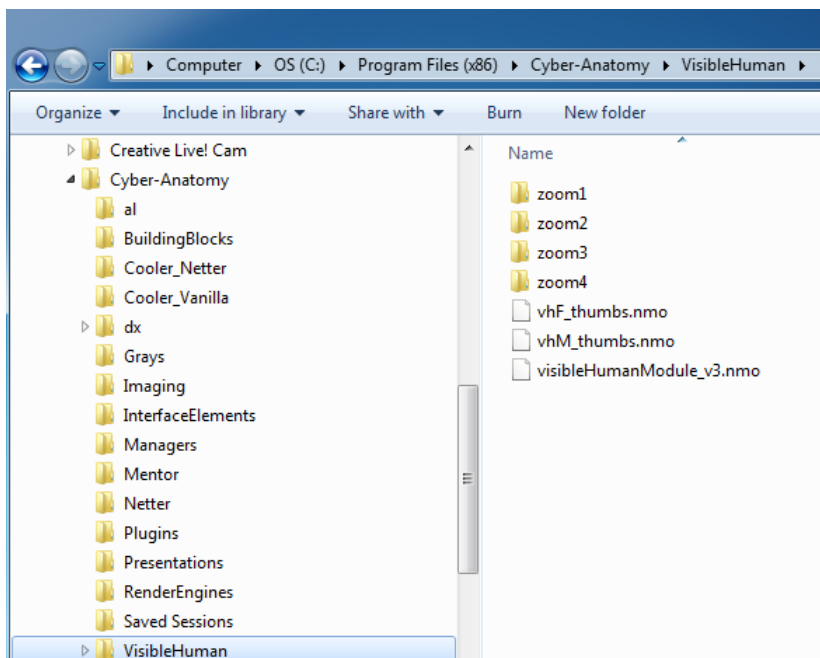 Computer OS (C:) Program Files (x86) Cyber-Anatomy VisibleHuman
Organize Include in library Share with Burn New folder
Creative Live! Cam
Cyber-Anatomy
al
BuildingBlocks
Cooler_Netter
Cooler_Vanilla
dx
Grays
Imaging
InterfaceElements
Managers
Mentor
Netter
Plugins
Presentations
RenderEngines
Saved Sessions
VisibleHuman
Name
zoom1
zoom2
zoom3
zoom4
vhF_thumbs.nmo
vhM_thumbs.nmo
visibleHumanModule_v3.nmo